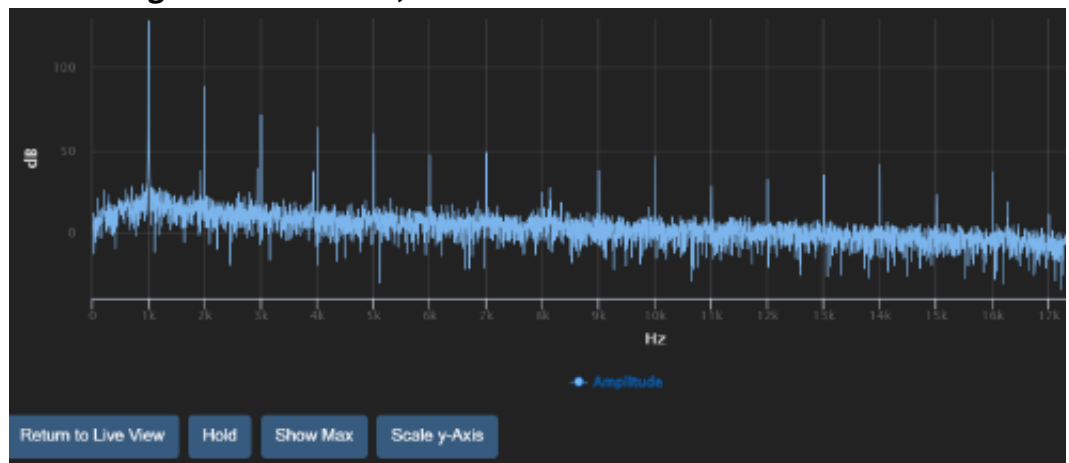 100
50
0
dB
0 1k 2k 3k 4k 5k 6k 7k 8k 9k 10k 11k 12k 13k 14k 15k 16k 17k
Hz
Amplitude
Return to Live View Hold Show Max Scale y-Axis